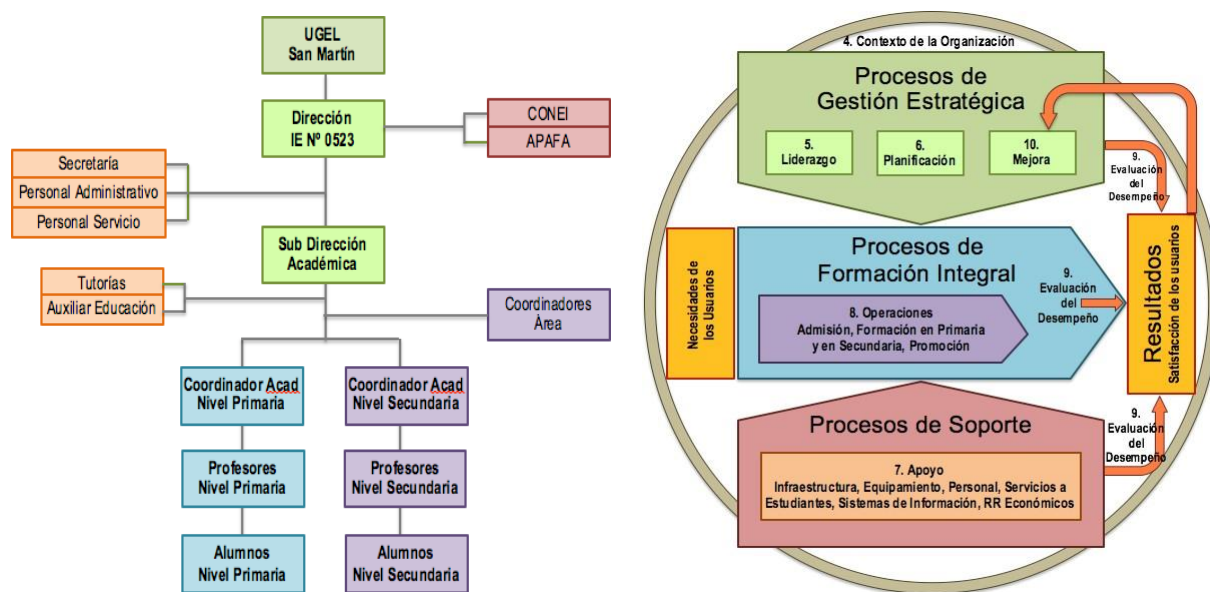 UGEL
San Martín
Dirección
IE Nº 0523
CONEI
APAFA
Secretaría
Personal Administrativo
Personal Servicio
Sub Dirección
Académica
Tutorías
Auxiliar Educación
Coordinadores
Área
Coordinador Acad
Nivel Primaria
Coordinador Acad
Nivel Secundaria
Profesores
Nivel Primaria
Profesores
Nivel Secundaria
Alumnos
Nivel Primaria
Alumnos
Nivel Secundaria
4. Contexto de la Organización
Procesos de
Gestión Estratégica
5.
Liderazgo
6.
Planificación
10.
Mejora
9.
Evaluación
del
Desempeño
Necesidades de
los Usuarios
Procesos de
Formación Integral
8. Operaciones
Admisión, Formación en Primaria
y en Secundaria, Promoción
9.
Evaluación
del
Desempeño
Resultados
Satisfacción de los usuarios
Procesos de Soporte
7. Apoyo
Infraestructura, Equipamiento, Personal, Servicios a
Estudiantes, Sistemas de Información, RR Económicos
9.
Evaluación
del
Desempeño